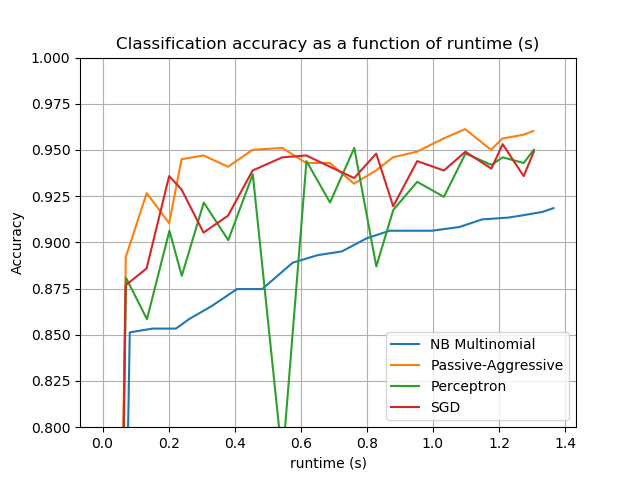 Classification accuracy as a function of runtime (s)
1.000
0.975
0.950
0.925
0.900
0.875
0.850
0.825
0.800
Accuracy
NB Multinomial
Passive-Aggressive
Perceptron
SGD
0.0 0.2 0.4 0.6 0.8 1.0 1.2 1.4
runtime (s)